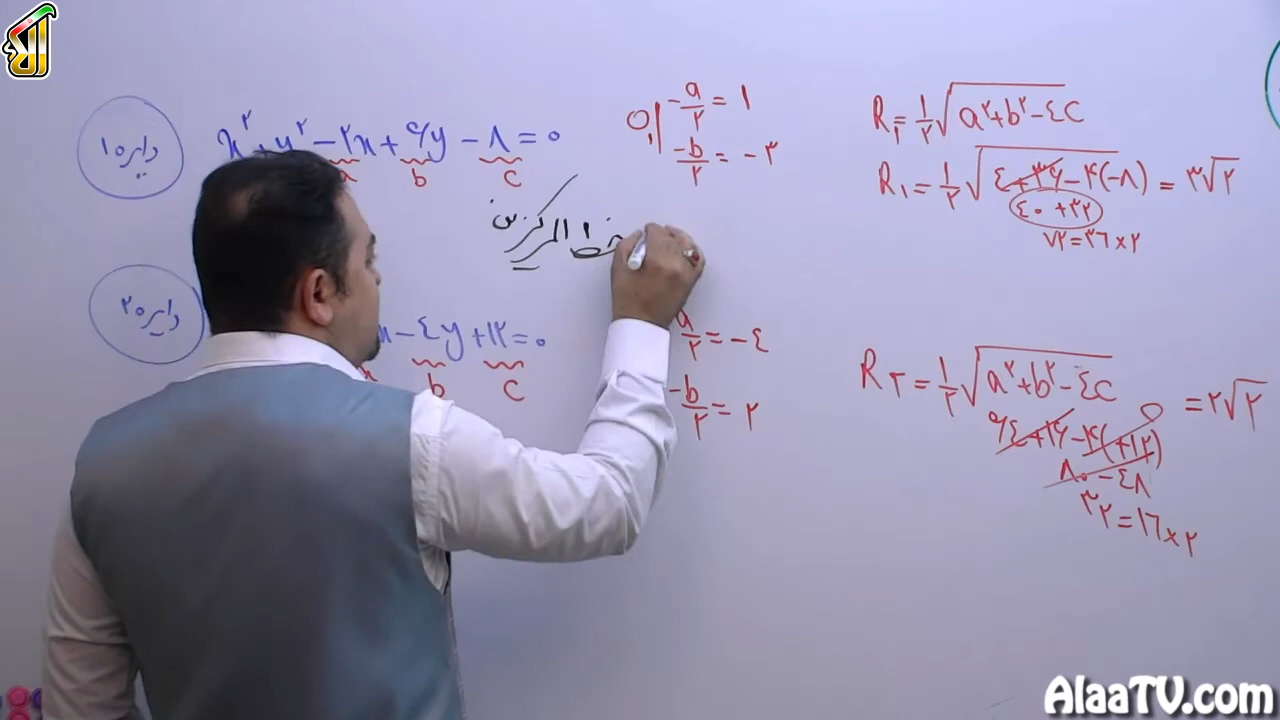 دایره ۱
x² + y² - ۲x + ۶y - ۸ = ۰
a b c
O₁ | -a/۲ = ۱
-b/۲ = -۳
R₁ = ۱/۲ √(a² + b² - ٤c)
R₁ = ۱/۲ √(٤ + ۳۶ - ۴(-۸)) = ۳√۲
٤۰ + ۳۲
۷۲ = ۳۶ × ۲
خط المرکزین
دایره ۲
x - ٤y + ۱۲ = ۰
b c
a/۲ = -٤
-b/۲ = ۲
R₂ = ۱/۲ √(a² + b² - ٤c) = ۲√۲
۶٤ + ۱۶ - ۴(+۱۲)
۸۰ - ٤۸
۳۲ = ۱۶ × ۲
AlaaTV.com